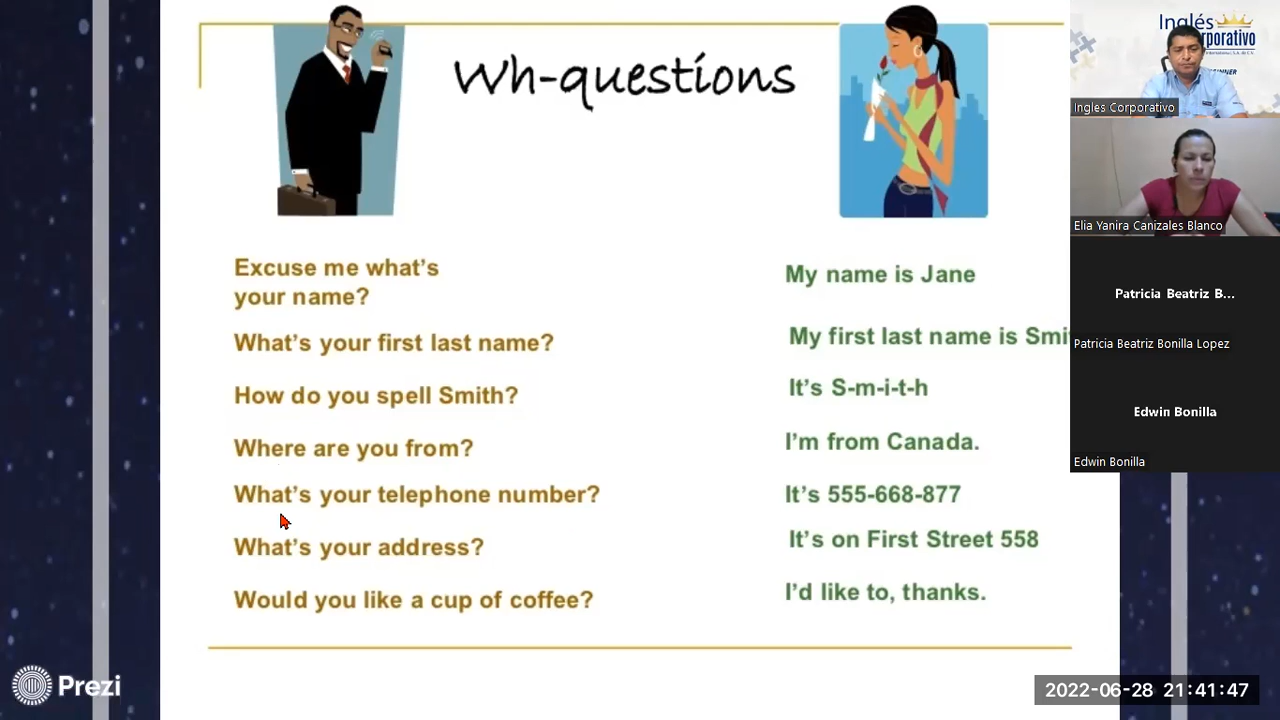 Wh-questions
Excuse me what's
your name?
My name is Jane
What's your first last name?
My first last name is Smi
How do you spell Smith?
It's S-m-i-t-h
Where are you from?
I'm from Canada.
What's your telephone number?
It's 555-668-877
What's your address?
It's on First Street 558
Would you like a cup of coffee?
I'd like to, thanks.
Prezi
Inglés
Ingles Corporativo
Elia Yanira Canizales Blanco
Patricia Beatriz B...
Patricia Beatriz Bonilla Lopez
Edwin Bonilla
Edwin Bonilla
2022-06-28 21:41:47